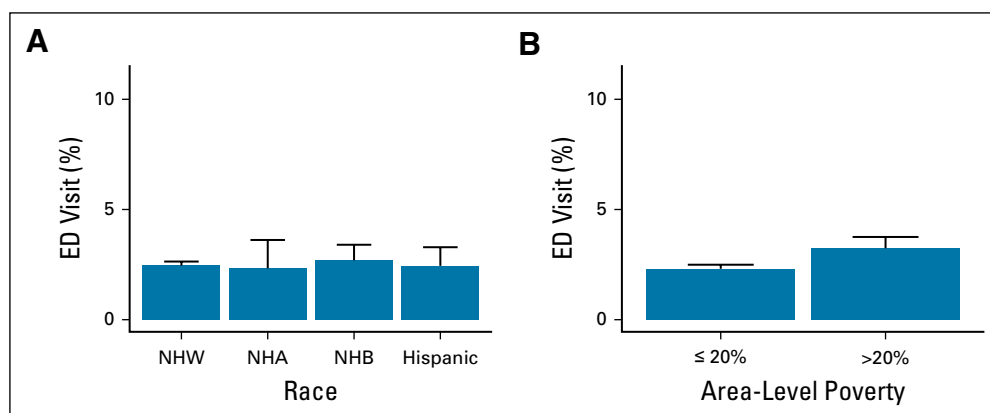 A
ED Visit (%)
10
5
0
NHW NHA NHB Hispanic
Race
B
ED Visit (%)
10
5
0
≤ 20% >20%
Area-Level Poverty